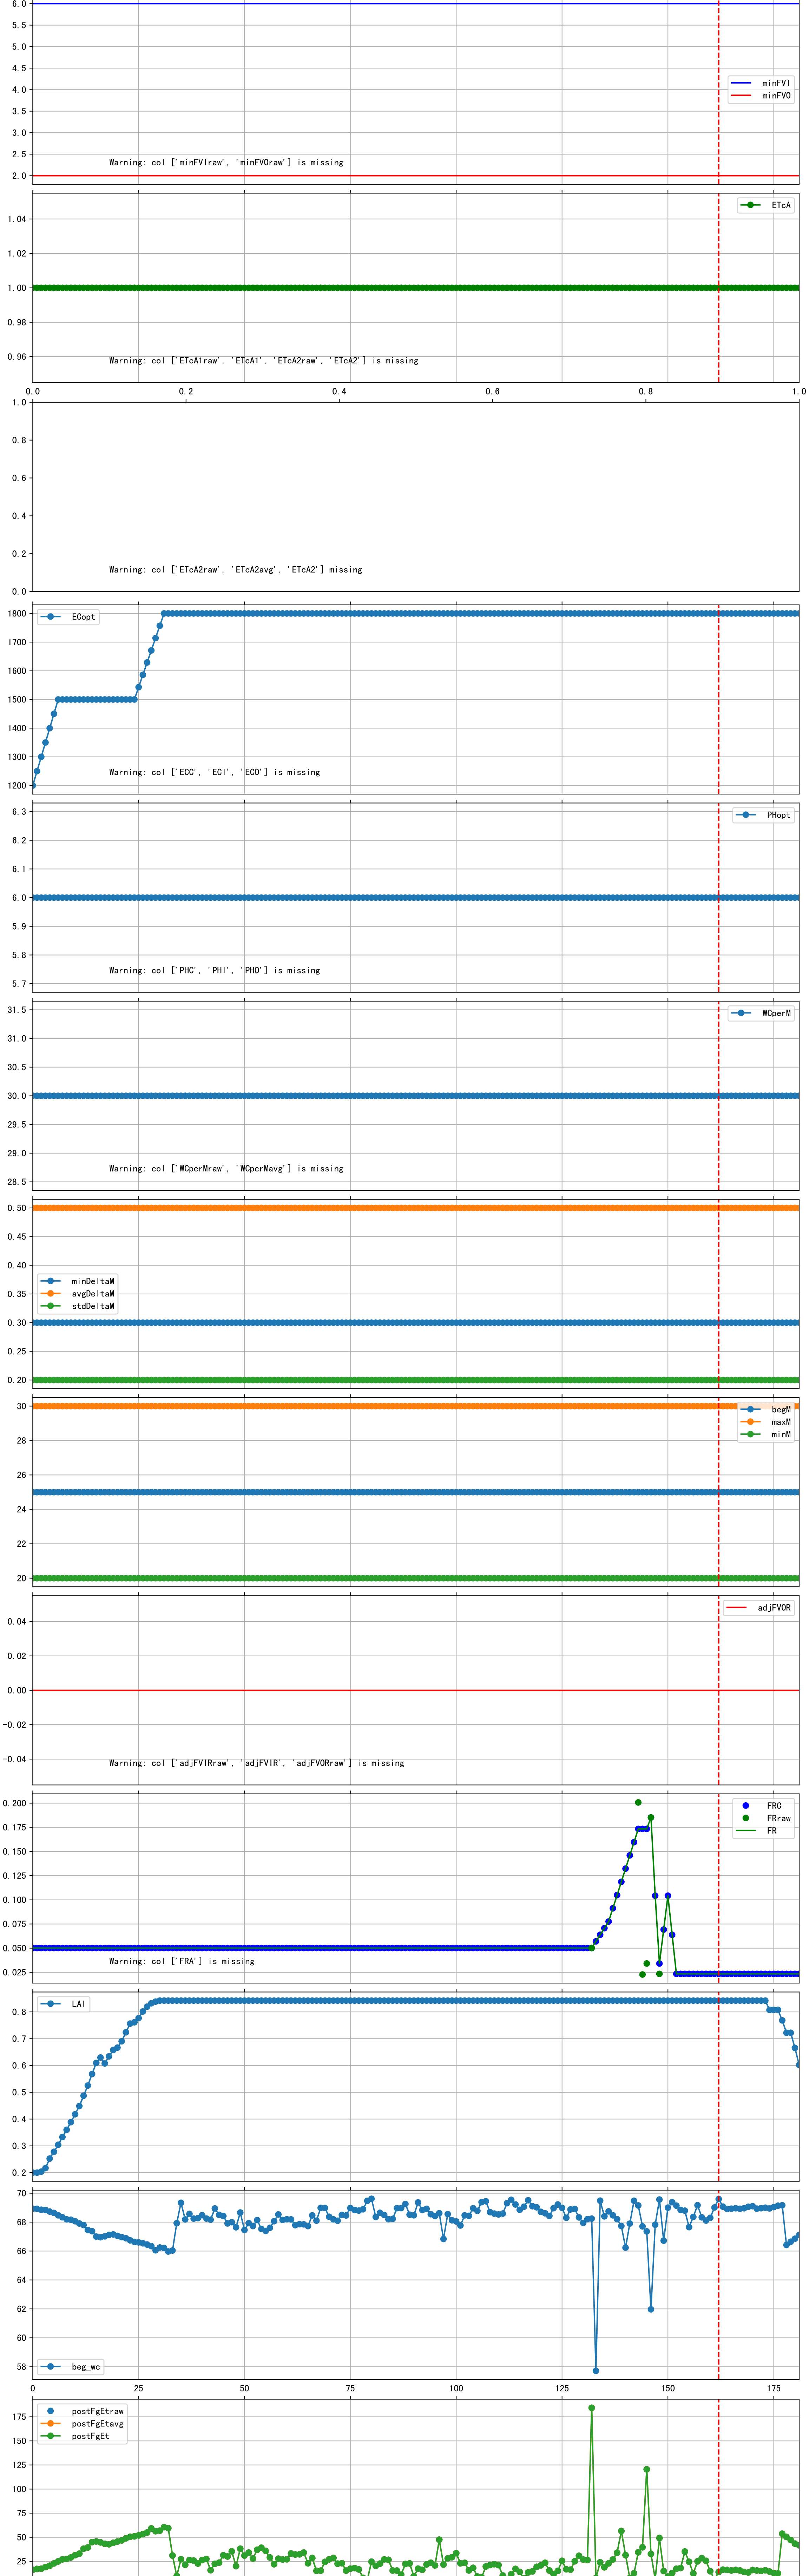 6.0
5.5
5.0
4.5
4.0
3.5
3.0
2.5
2.0
minFVI
minFVO
Warning: col ['minFVIraw', 'minFVOraw'] is missing
1.04
1.02
1.00
0.98
0.96
ETcA
Warning: col ['ETcA1raw', 'ETcA1', 'ETcA2raw', 'ETcA2'] is missing
0.0 0.2 0.4 0.6 0.8 1.0
1.0
0.8
0.6
0.4
0.2
0.0
Warning: col ['ETcA2raw', 'ETcA2avg', 'ETcA2'] missing
1800
1700
1600
1500
1400
1300
1200
ECopt
Warning: col ['ECC', 'ECI', 'ECO'] is missing
6.3
6.2
6.1
6.0
5.9
5.8
5.7
PHopt
Warning: col ['PHC', 'PHI', 'PHO'] is missing
31.5
31.0
30.5
30.0
29.5
29.0
28.5
WCperM
Warning: col ['WCperMraw', 'WCperMavg'] is missing
0.50
0.45
0.40
0.35
0.30
0.25
0.20
minDeltaM
avgDeltaM
stdDeltaM
30
28
26
24
22
20
begM
maxM
minM
0.04
0.02
0.00
-0.02
-0.04
adjFVOR
Warning: col ['adjFVIRraw', 'adjFVIR', 'adjFVORraw'] is missing
0.200
0.175
0.150
0.125
0.100
0.075
0.050
0.025
FRC
FRraw
FR
Warning: col ['FRA'] is missing
0.8
0.7
0.6
0.5
0.4
0.3
0.2
LAI
70
68
66
64
62
60
58
beg_wc
0 25 50 75 100 125 150 175
175
150
125
100
75
50
25
postFgEtraw
postFgEtavg
postFgEt